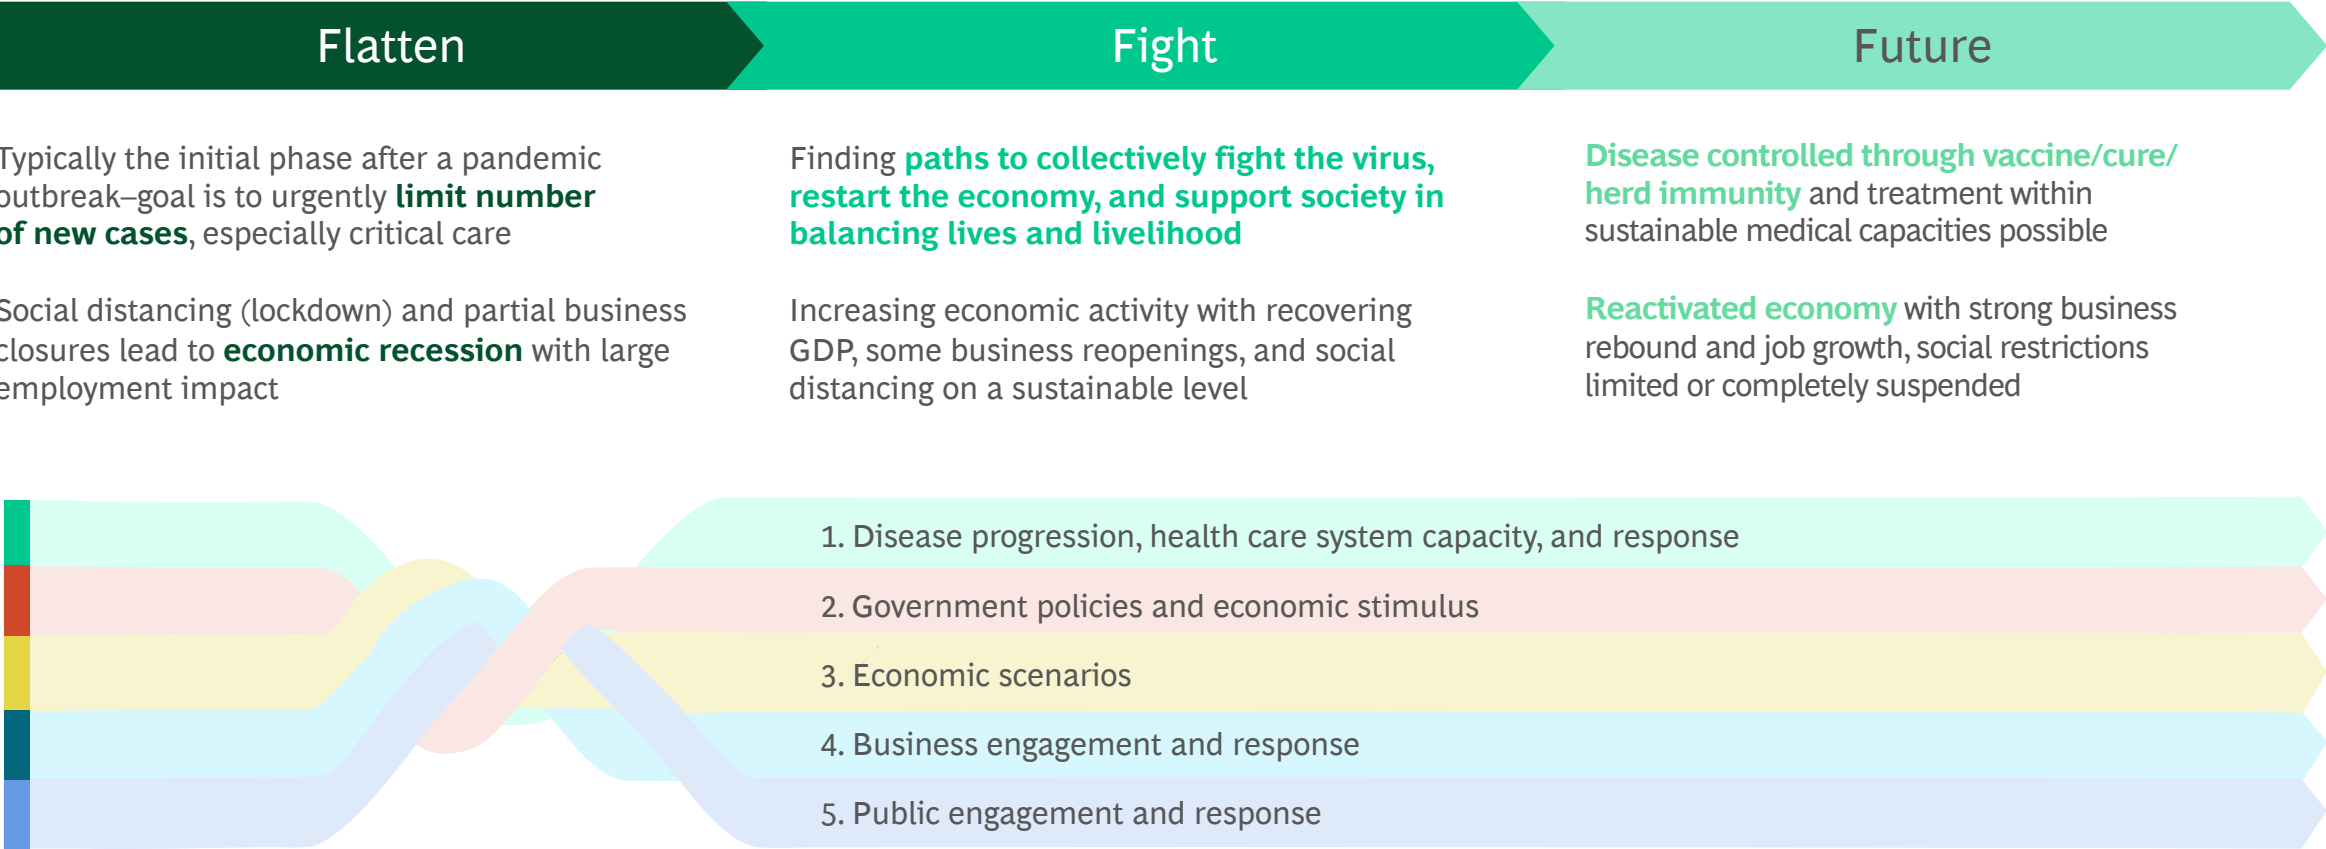 Flatten
Fight
Future
Typically the initial phase after a pandemic
outbreak–goal is to urgently limit number
of new cases, especially critical care
Social distancing (lockdown) and partial business
closures lead to economic recession with large
employment impact
Finding paths to collectively fight the virus,
restart the economy, and support society in
balancing lives and livelihood
Increasing economic activity with recovering
GDP, some business reopenings, and social
distancing on a sustainable level
Disease controlled through vaccine/cure/
herd immunity and treatment within
sustainable medical capacities possible
Reactivated economy with strong business
rebound and job growth, social restrictions
limited or completely suspended
1. Disease progression, health care system capacity, and response
2. Government policies and economic stimulus
3. Economic scenarios
4. Business engagement and response
5. Public engagement and response